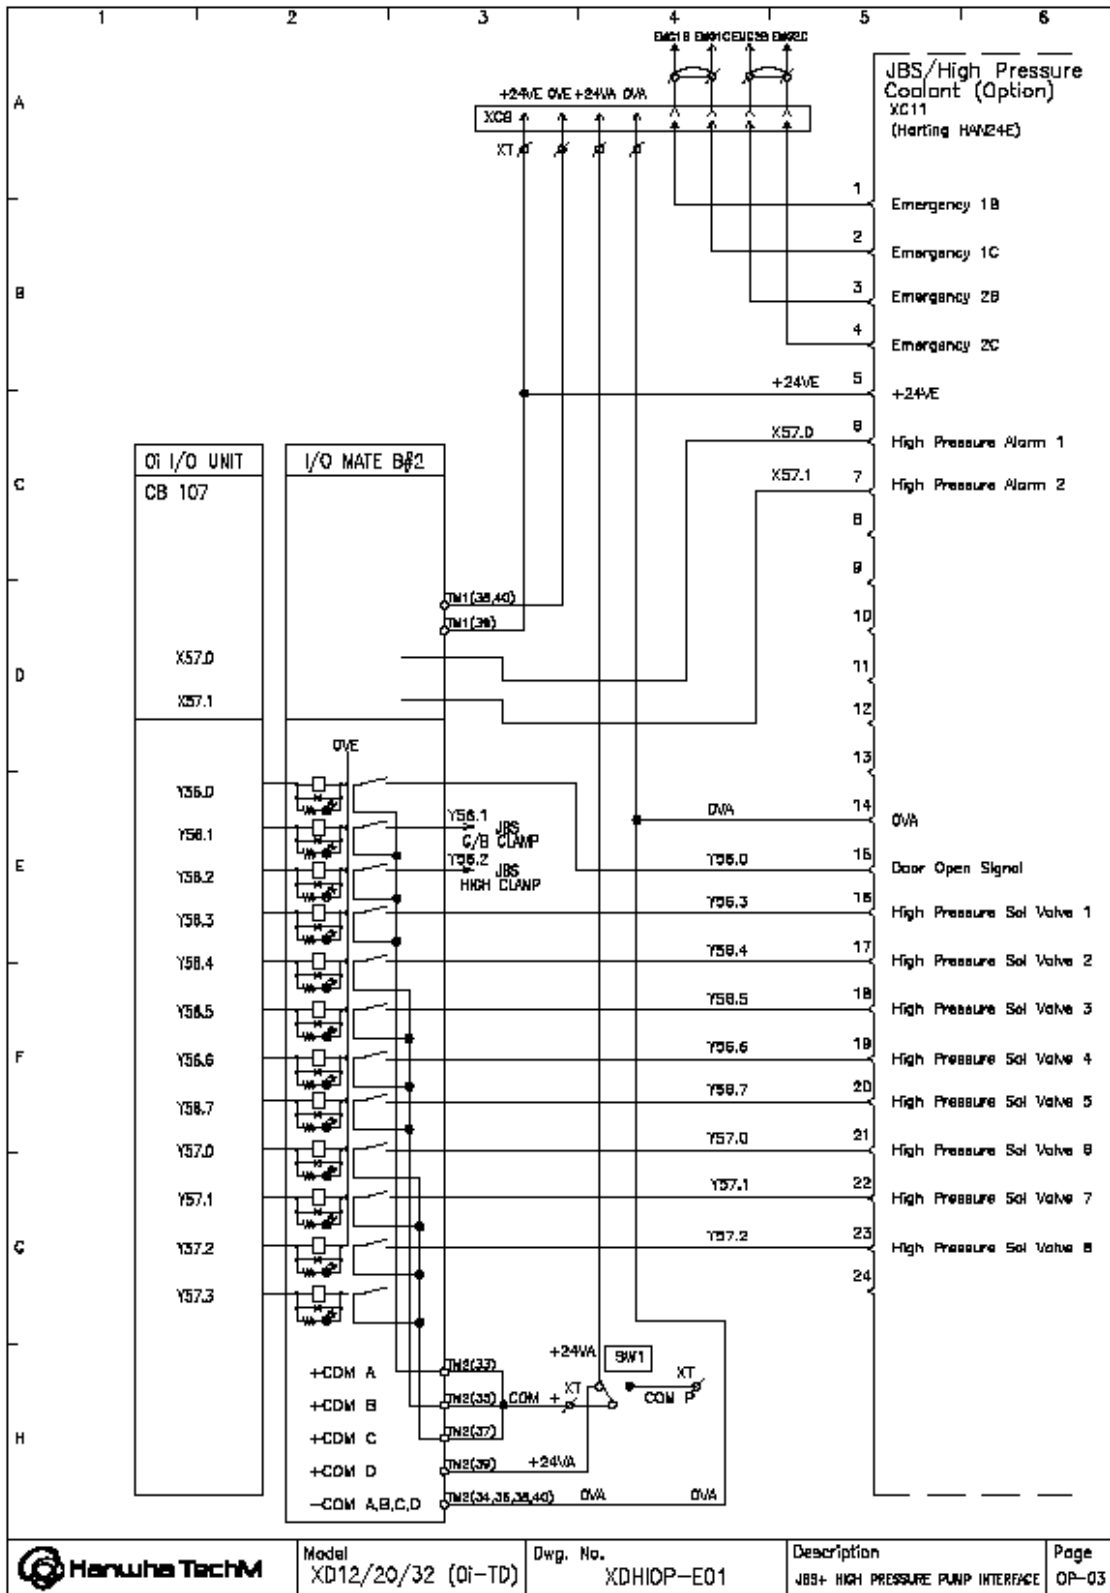 1 2 3 4 5 6
EMG1B EMG1C EMG2B EMG2C
JBS/High Pressure
Coolant (Option)
XC11
(Harting HAN24E)
A
+24VE 0VE +24VA 0VA
XC9
XT
1 Emergency 1B
2 Emergency 1C
B
3 Emergency 2B
4 Emergency 2C
+24VE 5 +24VE
X57.0 6 High Pressure Alarm 1
0i I/O UNIT I/O MATE B#2
C
CB 107
X57.1 7 High Pressure Alarm 2
8
9
TM1(38,40)
10
TM1(39)
X57.0
11
D
X57.1
12
0VE
13
Y56.0
0VA 14 0VA
Y56.1
Y56.1 JBS
C/B CLAMP
E
Y56.2
Y56.2 JBS
HIGH CLAMP
Y56.0 15 Door Open Signal
Y56.3 Y56.3 16 High Pressure Sol Valve 1
Y56.4 Y56.4 17 High Pressure Sol Valve 2
Y56.5 Y56.5 18 High Pressure Sol Valve 3
F
Y56.6 Y56.6 19 High Pressure Sol Valve 4
Y56.7 Y56.7 20 High Pressure Sol Valve 5
Y57.0 Y57.0 21 High Pressure Sol Valve 6
Y57.1 Y57.1 22 High Pressure Sol Valve 7
G
Y57.2 Y57.2 23 High Pressure Sol Valve 8
24
Y57.3
+24VA SW1
+COM A TM2(33)
XT XT
+COM B TM2(35) COM + COM P
H
+COM C TM2(37)
+COM D TM2(39) +24VA
-COM A,B,C,D TM2(34,36,38,40) 0VA 0VA
Hanwha TechM
Model
XD12/20/32 (0i-TD)
Dwg. No.
XDHIOP-E01
Description
JBS+ HIGH PRESSURE PUMP INTERFACE
Page
OP-03